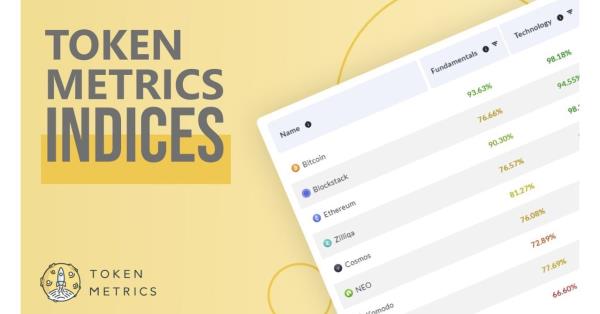 TOKEN
METRICS
INDICES
TOKEN
METRICS
Name Fundamentals Technology
Bitcoin 93.63% 98.18%
Blockstack 76.66% 94.55%
Ethereum 90.30%
Zilliqa 76.57%
Cosmos 81.27%
NEO 76.08%
Komodo 72.89%
77.69%
66.60%